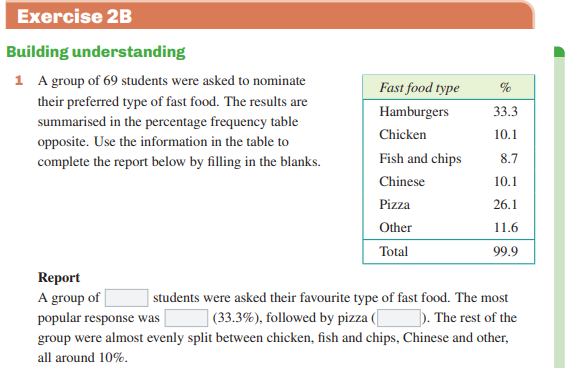 Exercise 2B
Building understanding
1 A group of 69 students were asked to nominate
their preferred type of fast food. The results are
summarised in the percentage frequency table
opposite. Use the information in the table to
complete the report below by filling in the blanks.
Fast food type %
Hamburgers 33.3
Chicken 10.1
Fish and chips 8.7
Chinese 10.1
Pizza 26.1
Other 11.6
Total 99.9
Report
A group of students were asked their favourite type of fast food. The most
popular response was (33.3%), followed by pizza ( ). The rest of the
group were almost evenly split between chicken, fish and chips, Chinese and other,
all around 10%.